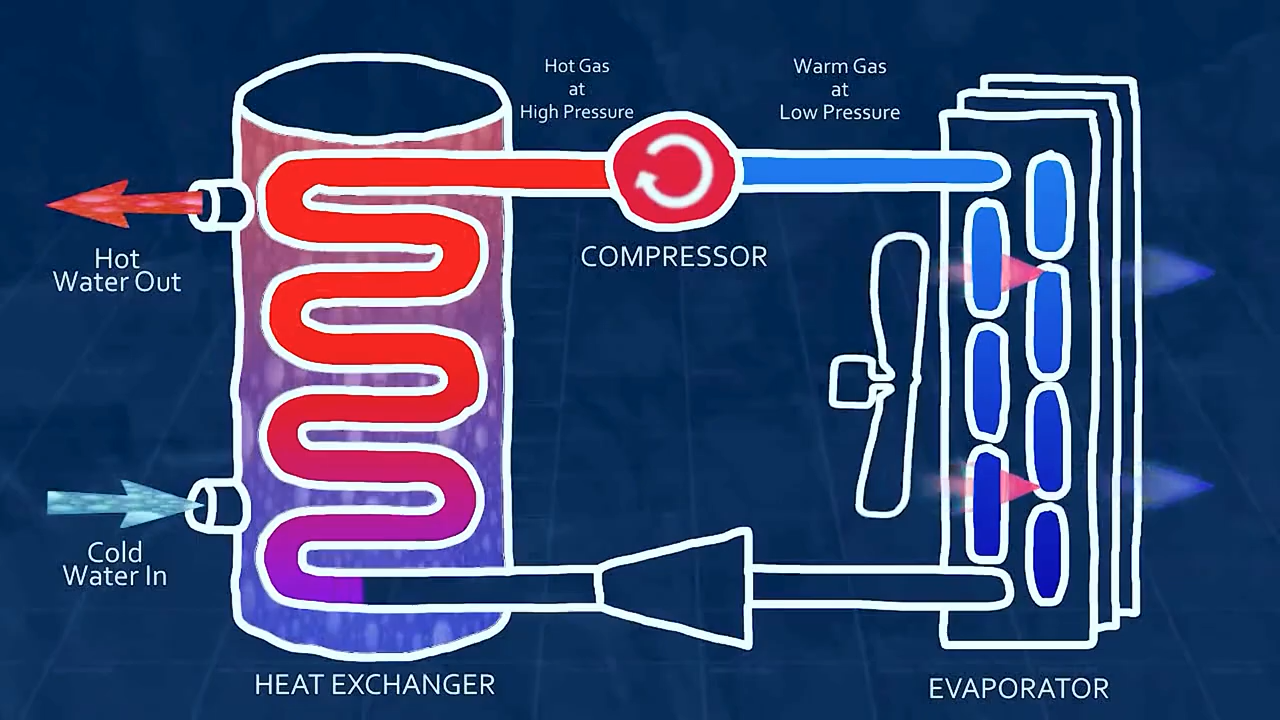 Hot Gas
at
High Pressure
Warm Gas
at
Low Pressure
COMPRESSOR
Hot
Water Out
Cold
Water In
HEAT EXCHANGER
EVAPORATOR